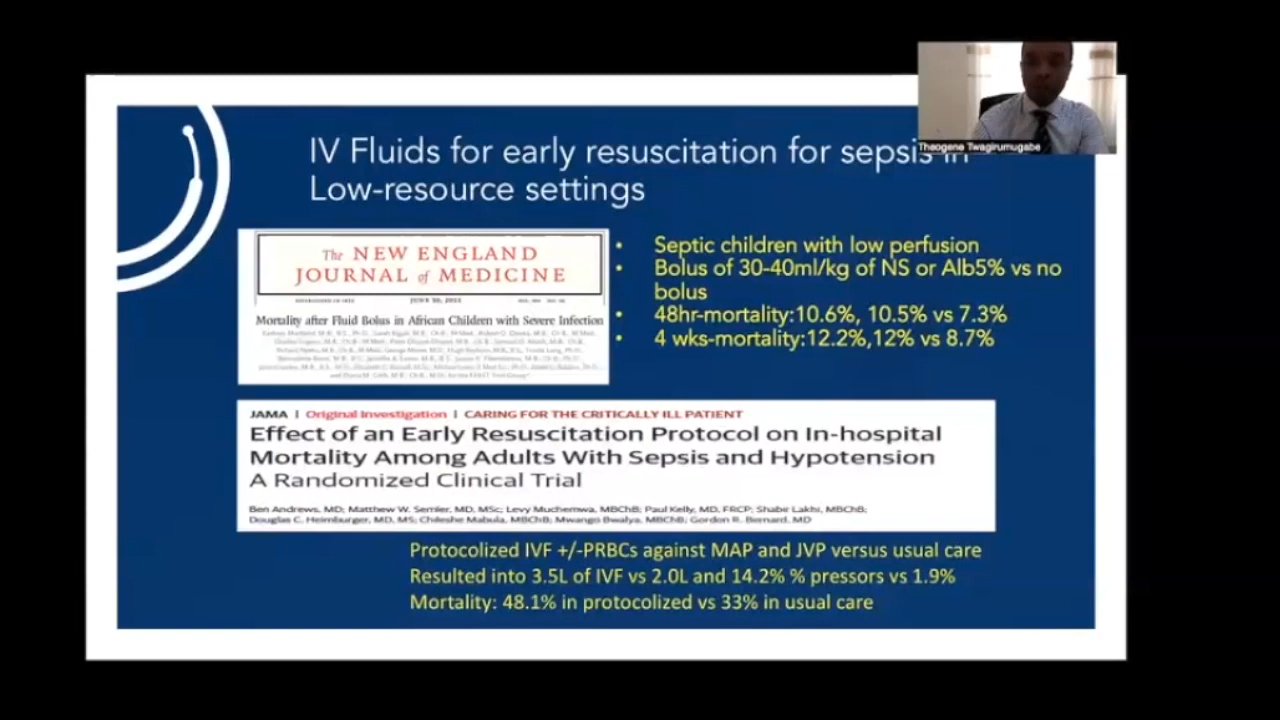 Theogene Twagirumugabe
IV Fluids for early resuscitation for sepsis in
Low-resource settings
The NEW ENGLAND
JOURNAL of MEDICINE
ESTABLISHED IN 1812
Mortality after Fluid Bolus in African Children with Severe Infection
• Septic children with low perfusion
• Bolus of 30-40ml/kg of NS or Alb5% vs no
bolus
• 48hr-mortality:10.6%, 10.5% vs 7.3%
• 4 wks-mortality:12.2%,12% vs 8.7%
JAMA | Original Investigation | CARING FOR THE CRITICALLY ILL PATIENT
Effect of an Early Resuscitation Protocol on In-hospital
Mortality Among Adults With Sepsis and Hypotension
A Randomized Clinical Trial
Ben Andrews, MD; Matthew W. Semler, MD, MSc; Levy Muchemwa, MBChB; Paul Kelly, MD, FRCP; Shabir Lakhi, MBChB;
Douglas C. Heimburger, MD, MS; Chileshe Mabula, MBChB; Mwango Bwalya, MBChB; Gordon R. Bernard, MD
Protocolized IVF +/-PRBCs against MAP and JVP versus usual care
Resulted into 3.5L of IVF vs 2.0L and 14.2% % pressors vs 1.9%
Mortality: 48.1% in protocolized vs 33% in usual care